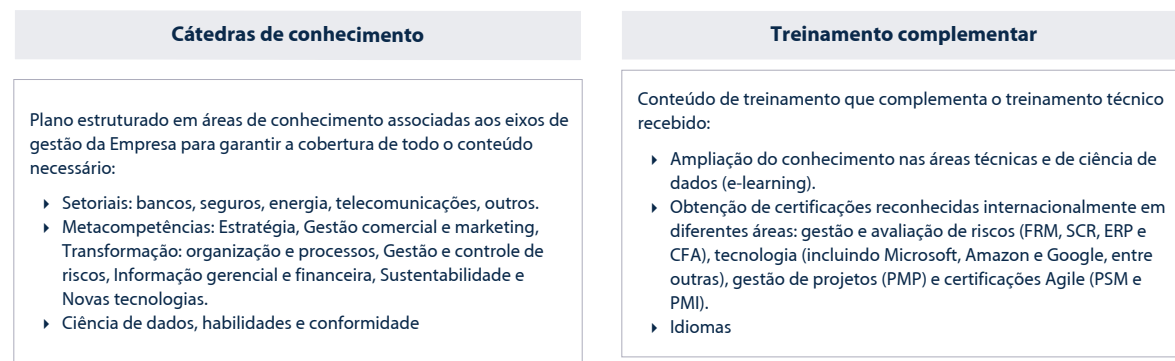 Cátedras de conhecimento
Plano estruturado em áreas de conhecimento associadas aos eixos de
gestão da Empresa para garantir a cobertura de todo o conteúdo
necessário:
Setoriais: bancos, seguros, energia, telecomunicações, outros.
Metacompetências: Estratégia, Gestão comercial e marketing,
Transformação: organização e processos, Gestão e controle de
riscos, Informação gerencial e financeira, Sustentabilidade e
Novas tecnologias.
Ciência de dados, habilidades e conformidade
Treinamento complementar
Conteúdo de treinamento que complementa o treinamento técnico
recebido:
Ampliação do conhecimento nas áreas técnicas e de ciência de
dados (e-learning).
Obtenção de certificações reconhecidas internacionalmente em
diferentes áreas: gestão e avaliação de riscos (FRM, SCR, ERP e
CFA), tecnologia (incluindo Microsoft, Amazon e Google, entre
outras), gestão de projetos (PMP) e certificações Agile (PSM e
PMI).
Idiomas